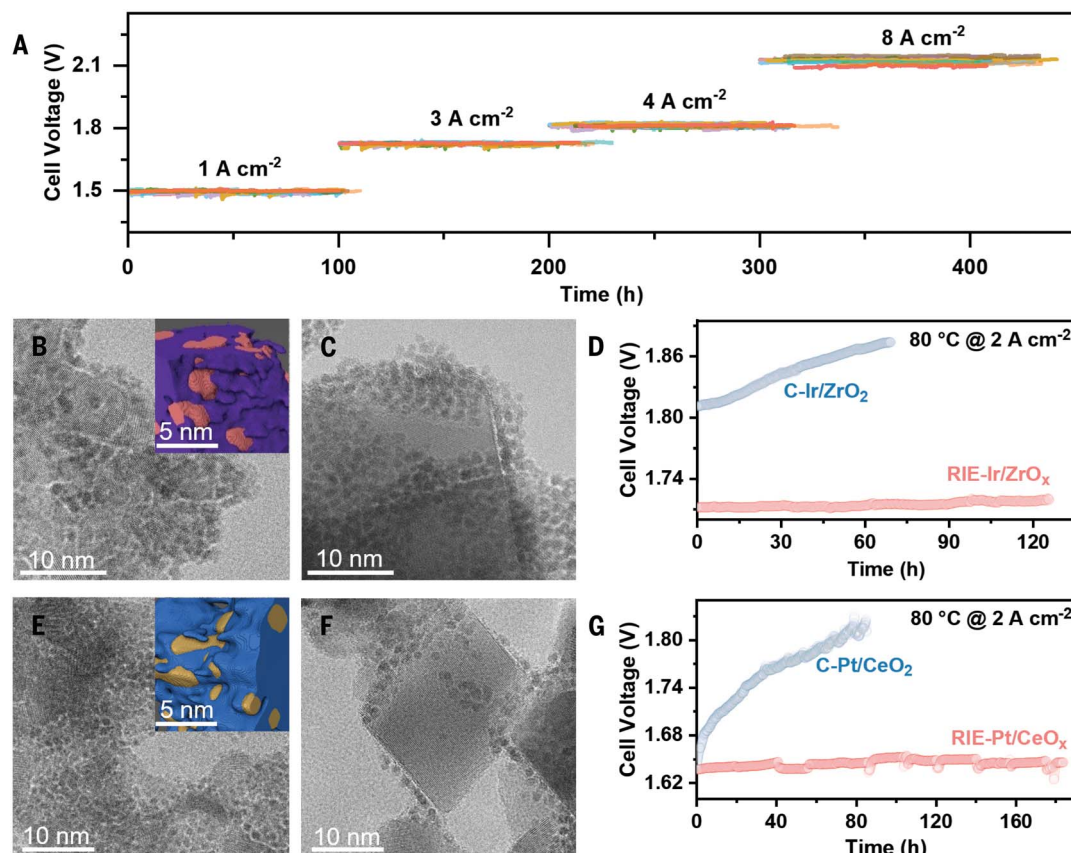 A
Cell Voltage (V)
2.1
1.8
1.5
1 A cm⁻²
3 A cm⁻²
4 A cm⁻²
8 A cm⁻²
0
100
200
300
400
Time (h)
B
5 nm
10 nm
C
10 nm
D
80 °C @ 2 A cm⁻²
Cell Voltage (V)
1.86
1.80
1.74
C-Ir/ZrO₂
RIE-Ir/ZrOₓ
0
30
60
90
120
Time (h)
E
5 nm
10 nm
F
10 nm
G
80 °C @ 2 A cm⁻²
Cell Voltage (V)
1.80
1.74
1.68
1.62
C-Pt/CeO₂
RIE-Pt/CeOₓ
0
40
80
120
160
Time (h)